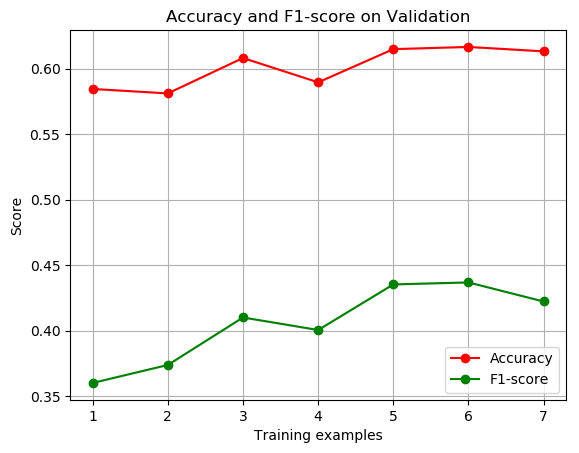 Accuracy and F1-score on Validation
0.60
0.55
0.50
0.45
0.40
0.35
Score
1 2 3 4 5 6 7
Training examples
Accuracy
F1-score